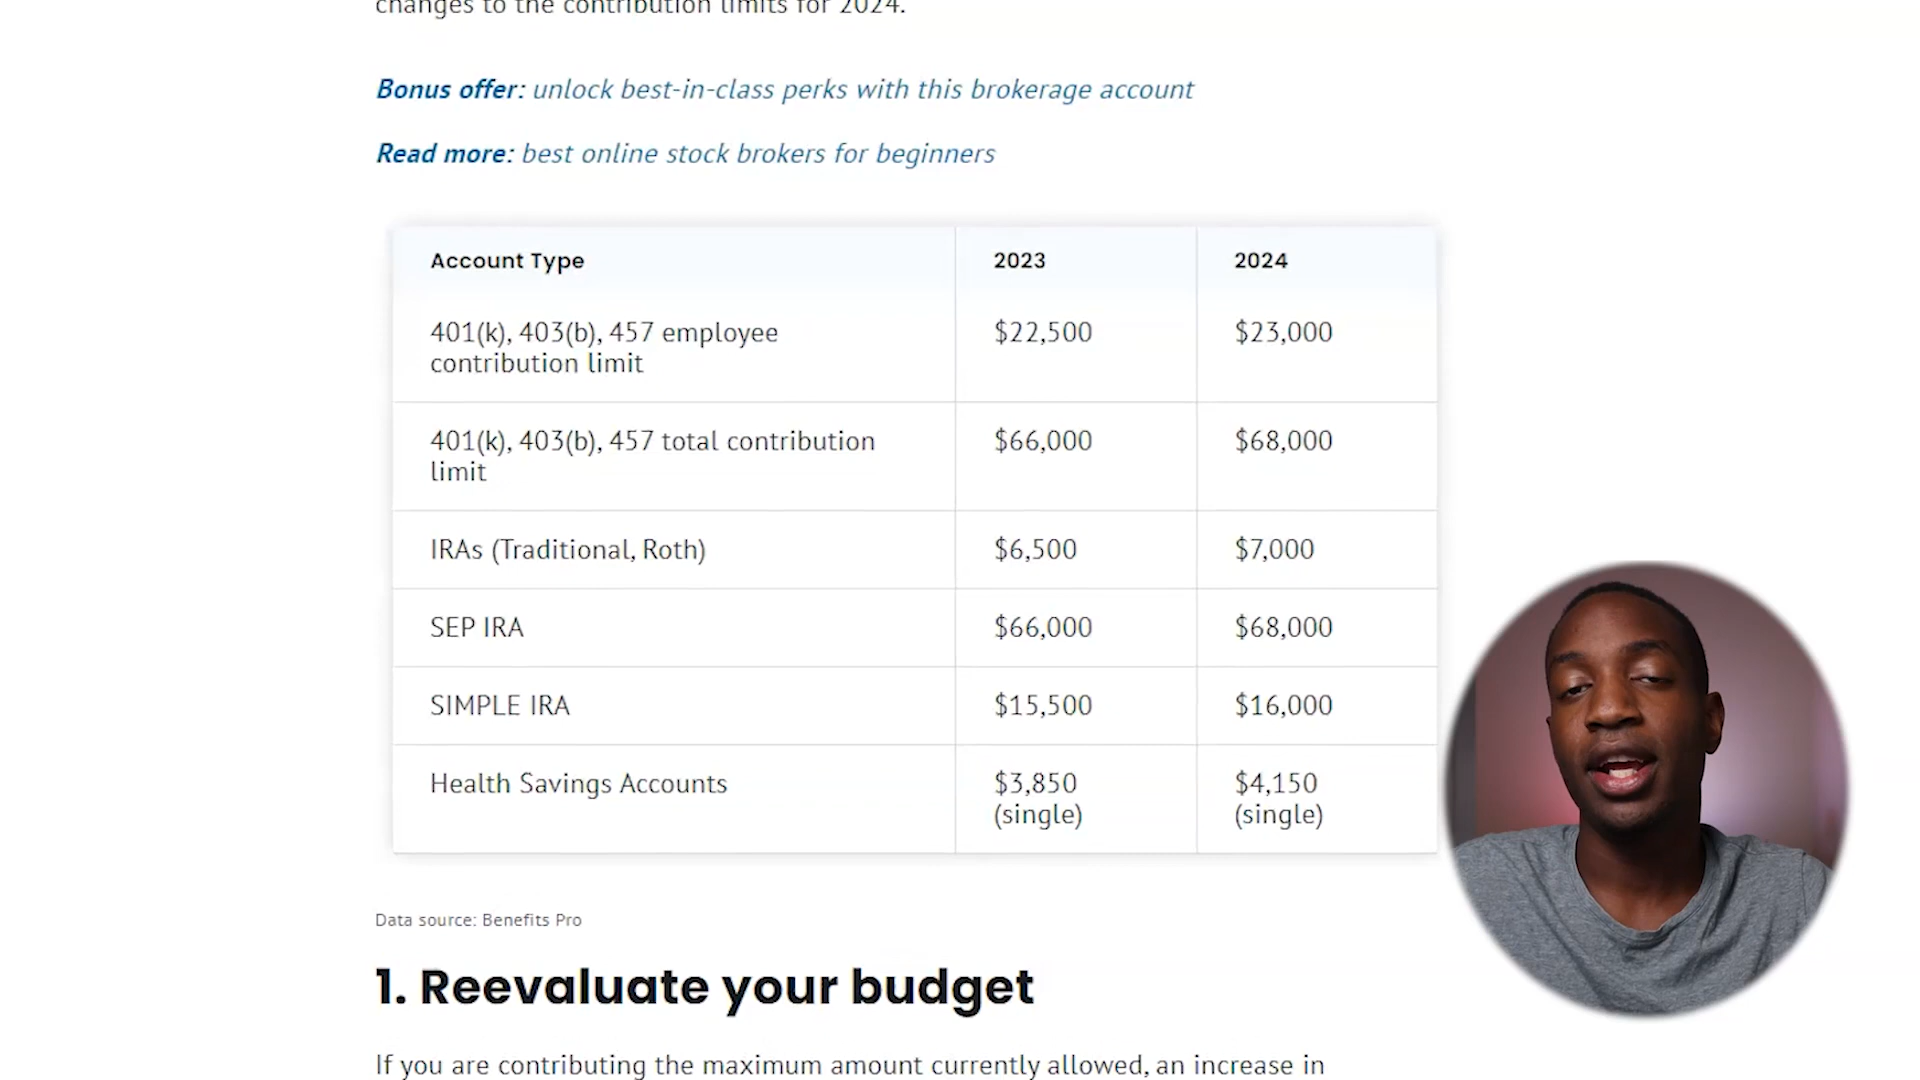 changes to the contribution limits for 2024.
Bonus offer: unlock best-in-class perks with this brokerage account
Read more: best online stock brokers for beginners
Account Type 2023 2024
401(k), 403(b), 457 employee $22,500 $23,000
contribution limit
401(k), 403(b), 457 total contribution $66,000 $68,000
limit
IRAs (Traditional, Roth) $6,500 $7,000
SEP IRA $66,000 $68,000
SIMPLE IRA $15,500 $16,000
Health Savings Accounts $3,850 $4,150
(single) (single)
Data source: Benefits Pro
1. Reevaluate your budget
If you are contributing the maximum amount currently allowed, an increase in